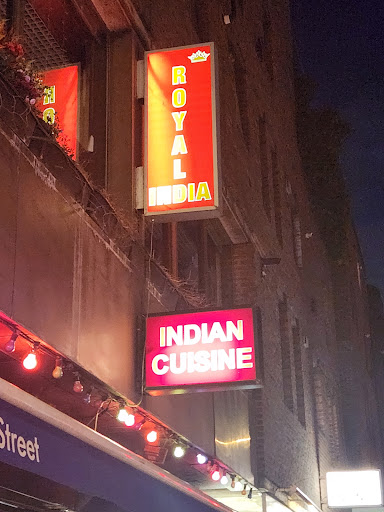 ROYAL
INDIA
INDIAN
CUISINE
Street